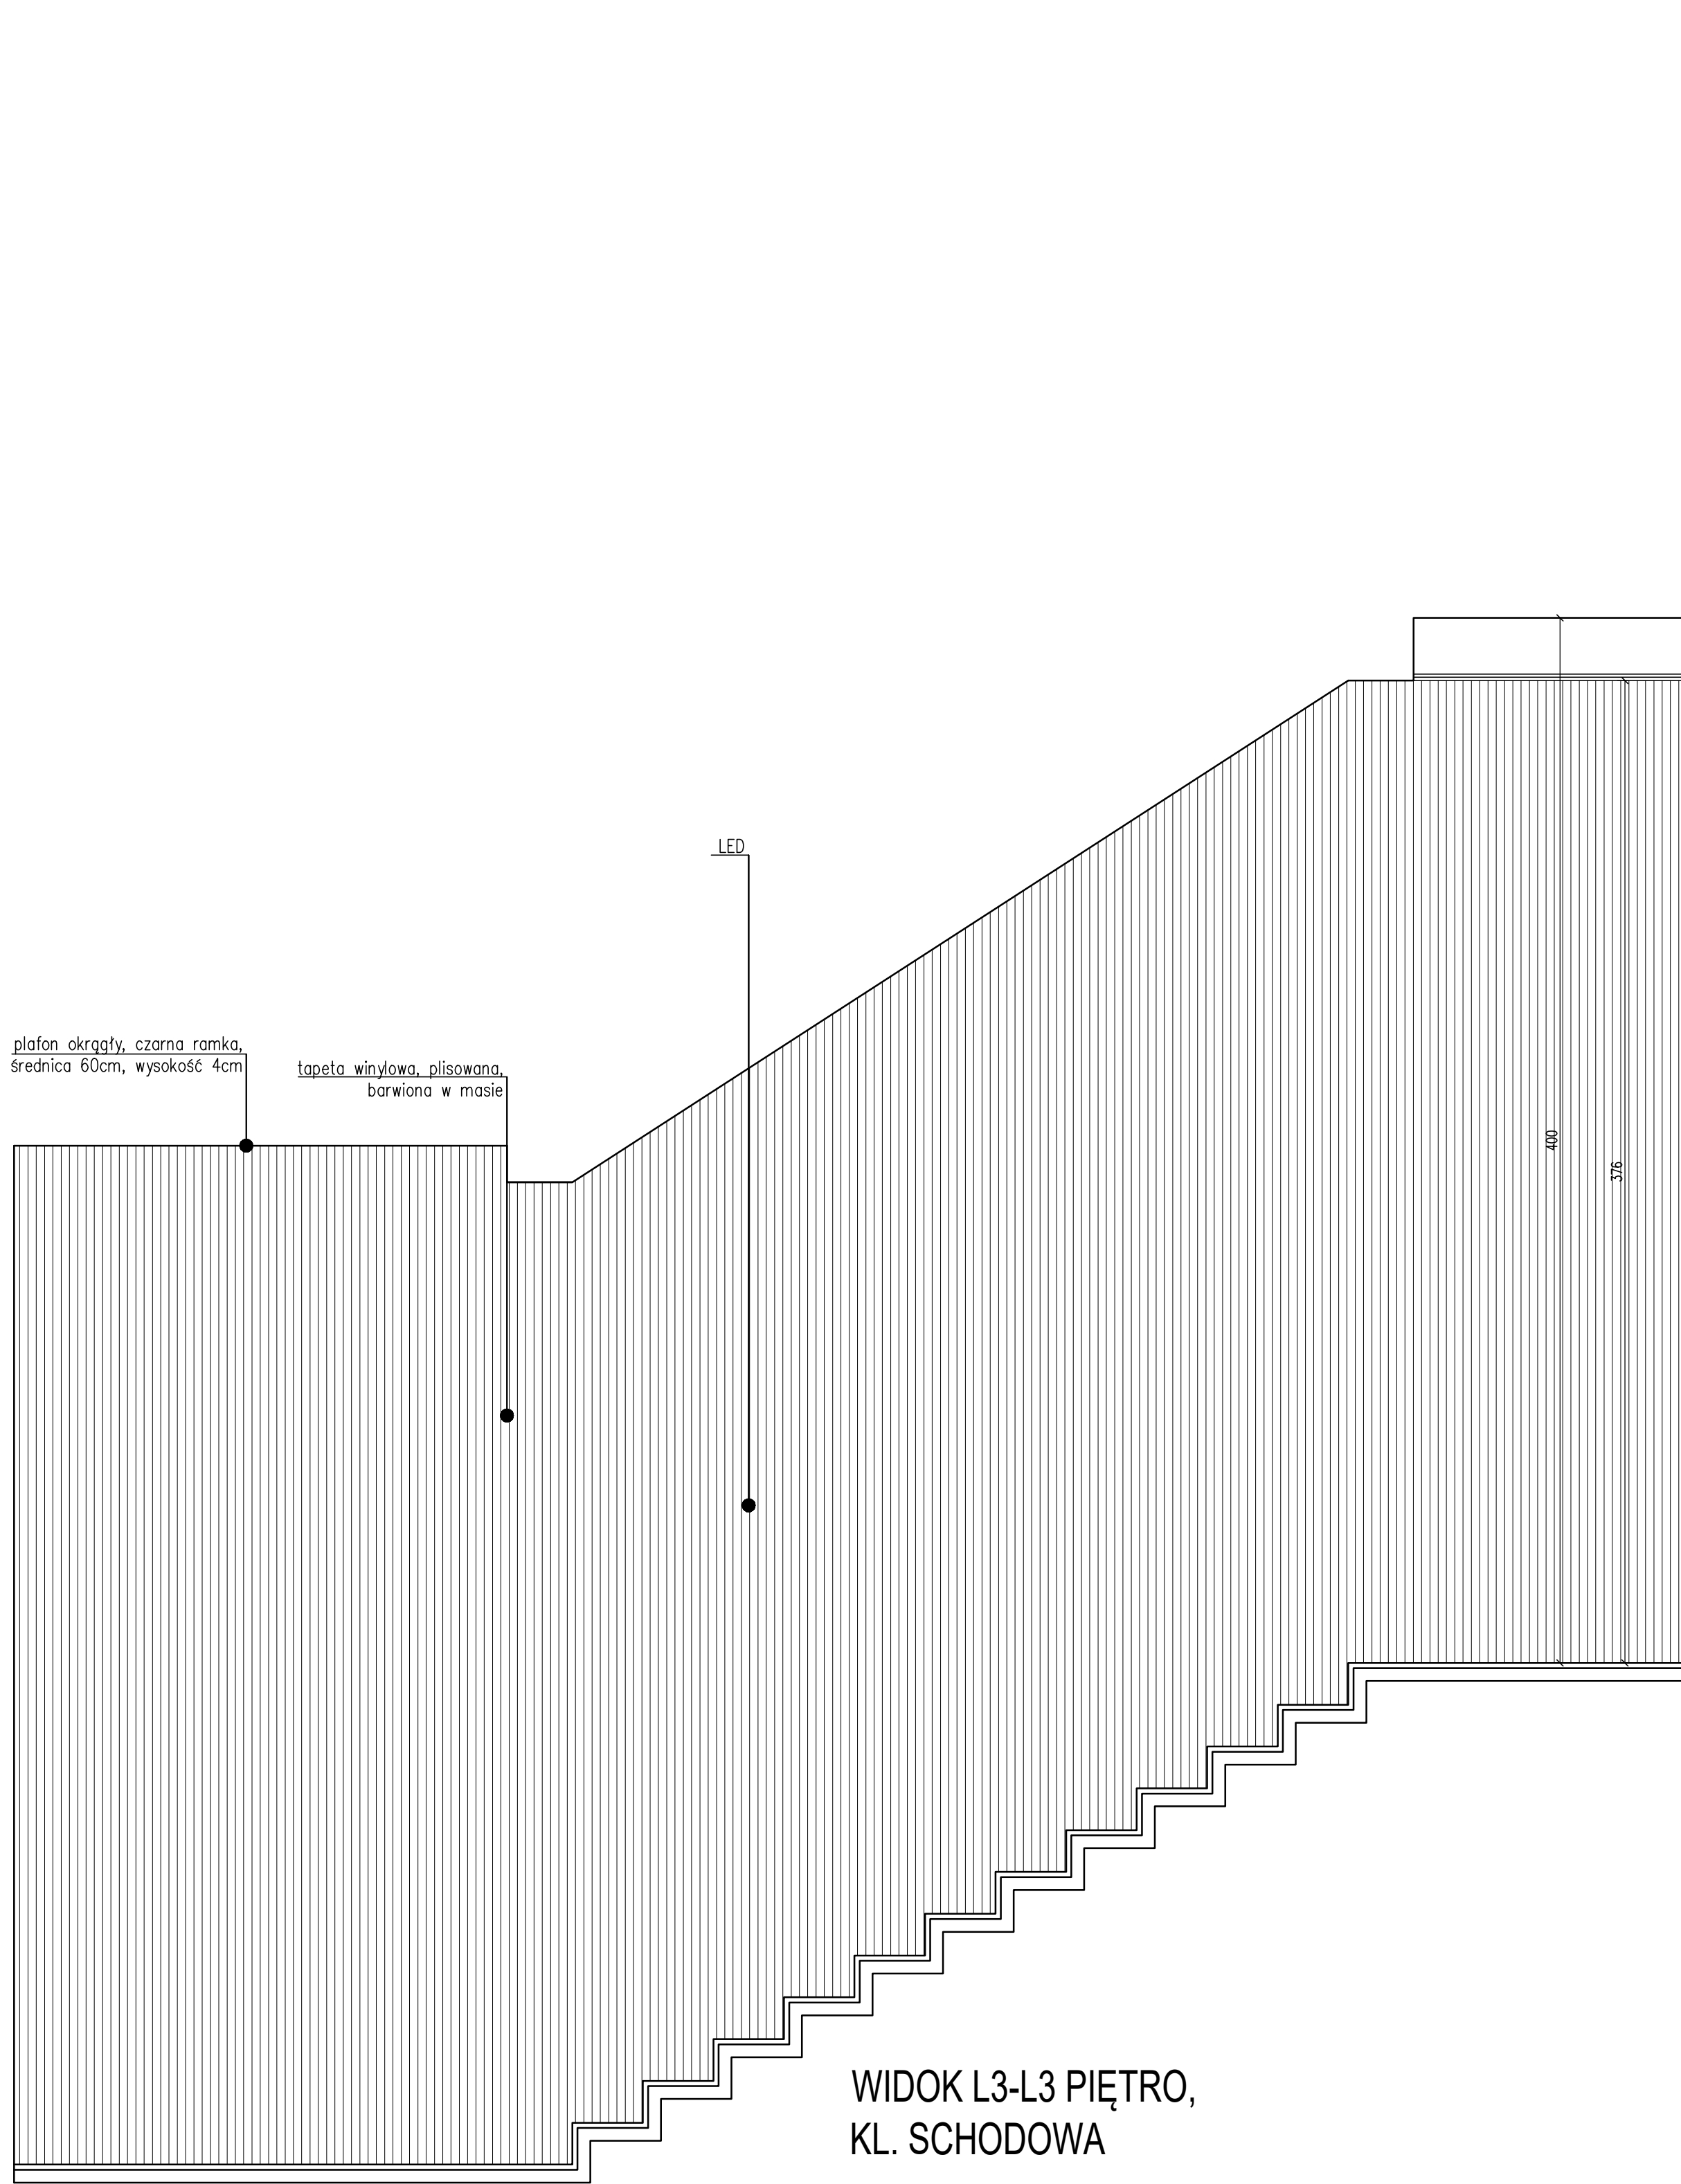 LED
plafon okrągły, czarna ramka,
średnica 60cm, wysokość 4cm
tapeta winylowa, plisowana,
barwiona w masie
400
376
WIDOK L3-L3 PIĘTRO,
KL. SCHODOWA